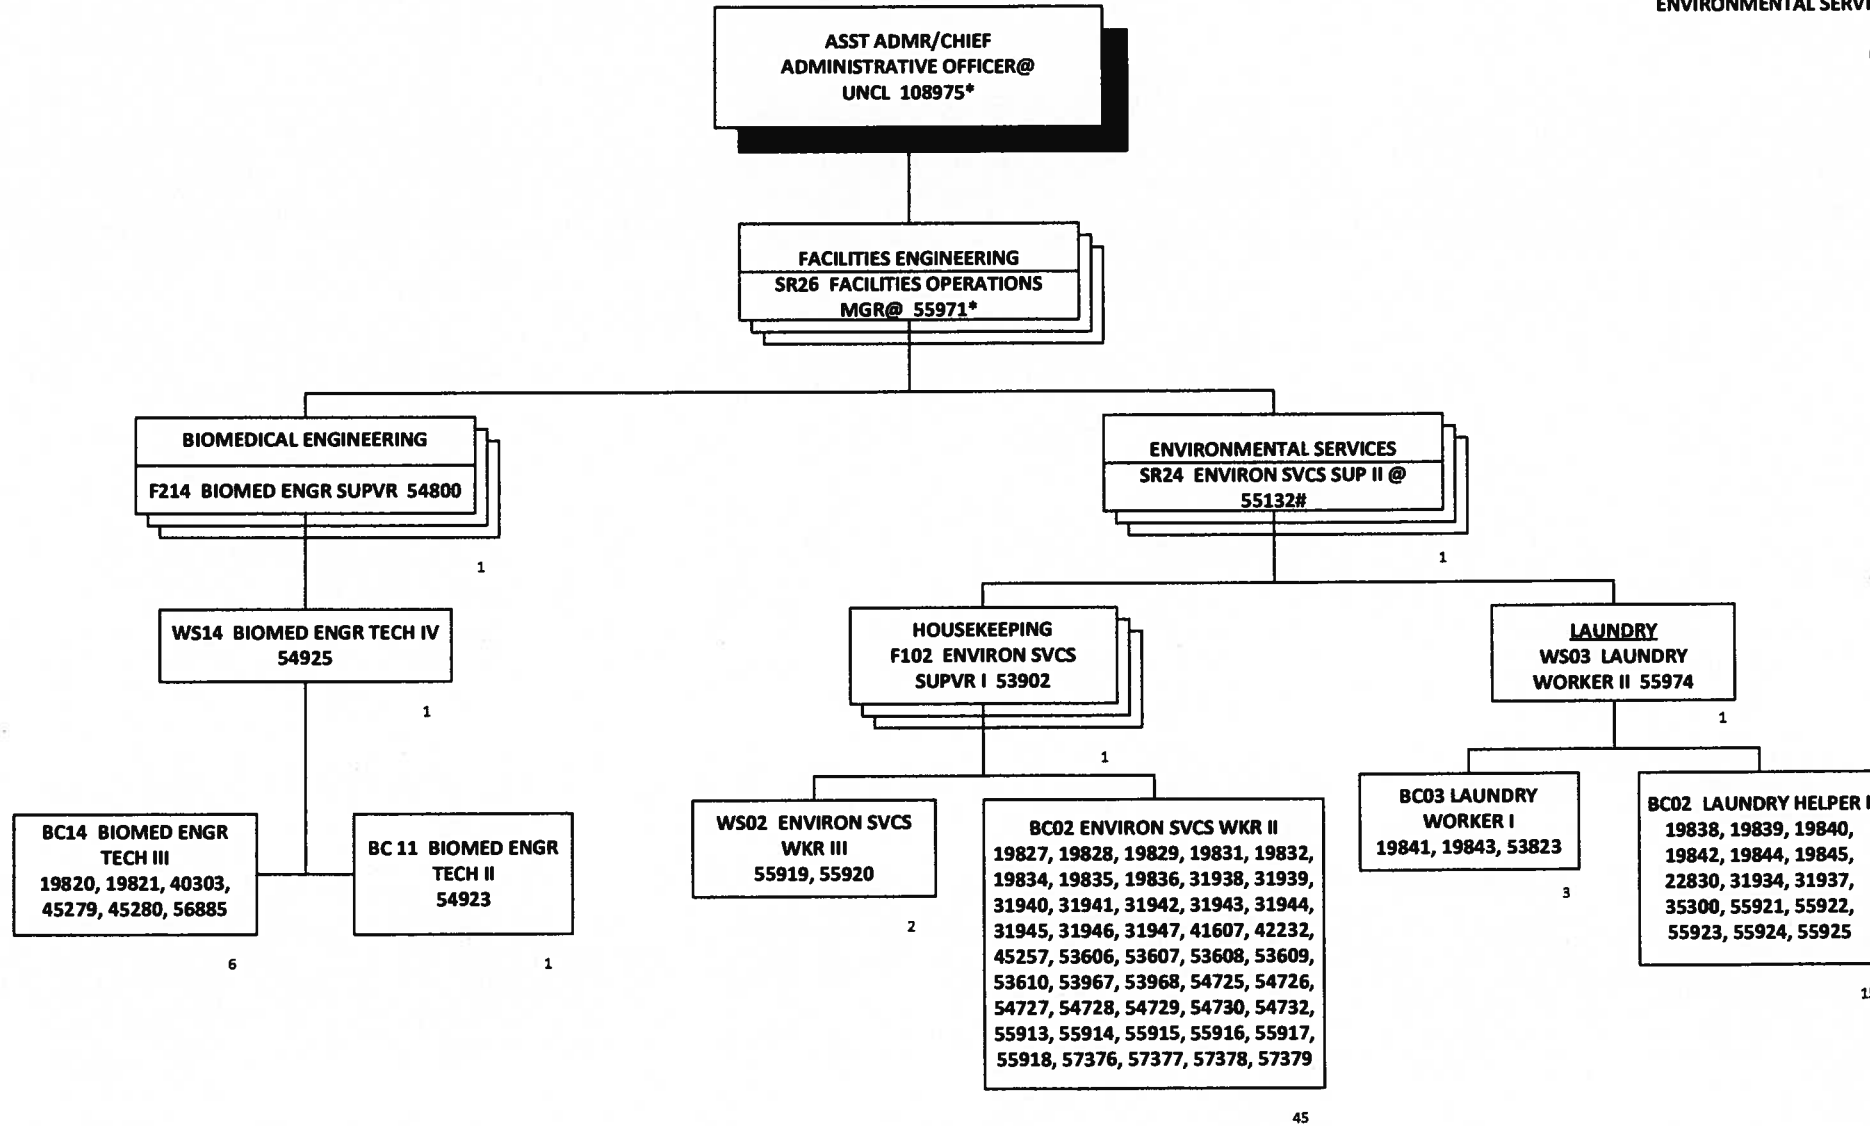 ENVIRONMENTAL
ASST ADMR/CHIEF
ADMINISTRATIVE OFFICER@
UNCL 108975*
FACILITIES ENGINEERING
SR26 FACILITIES OPERATIONS
MGR@ 55971*
BIOMEDICAL ENGINEERING
F214 BIOMED ENGR SUPVR 54800
1
ENVIRONMENTAL SERVICES
SR24 ENVIRON SVCS SUP II @
55132#
1
WS14 BIOMED ENGR TECH IV
54925
1
HOUSEKEEPING
F102 ENVIRON SVCS
SUPVR I 53902
1
LAUNDRY
WS03 LAUNDRY
WORKER II 55974
1
BC14 BIOMED ENGR
TECH III
19820, 19821, 40303,
45279, 45280, 56885
6
BC 11 BIOMED ENGR
TECH II
54923
1
WS02 ENVIRON SVCS
WKR III
55919, 55920
2
BC02 ENVIRON SVCS WKR II
19827, 19828, 19829, 19831, 19832,
19834, 19835, 19836, 31938, 31939,
31940, 31941, 31942, 31943, 31944,
31945, 31946, 31947, 41607, 42232,
45257, 53606, 53607, 53608, 53609,
53610, 53967, 53968, 54725, 54726,
54727, 54728, 54729, 54730, 54732,
55913, 55914, 55915, 55916, 55917,
55918, 57376, 57377, 57378, 57379
45
BC03 LAUNDRY
WORKER I
19841, 19843, 53823
3
BC02 LAUNDRY HELPER
19838, 19839, 19840,
19842, 19844, 19845,
22830, 31934, 31937,
35300, 55921, 55922,
55923, 55924, 55925